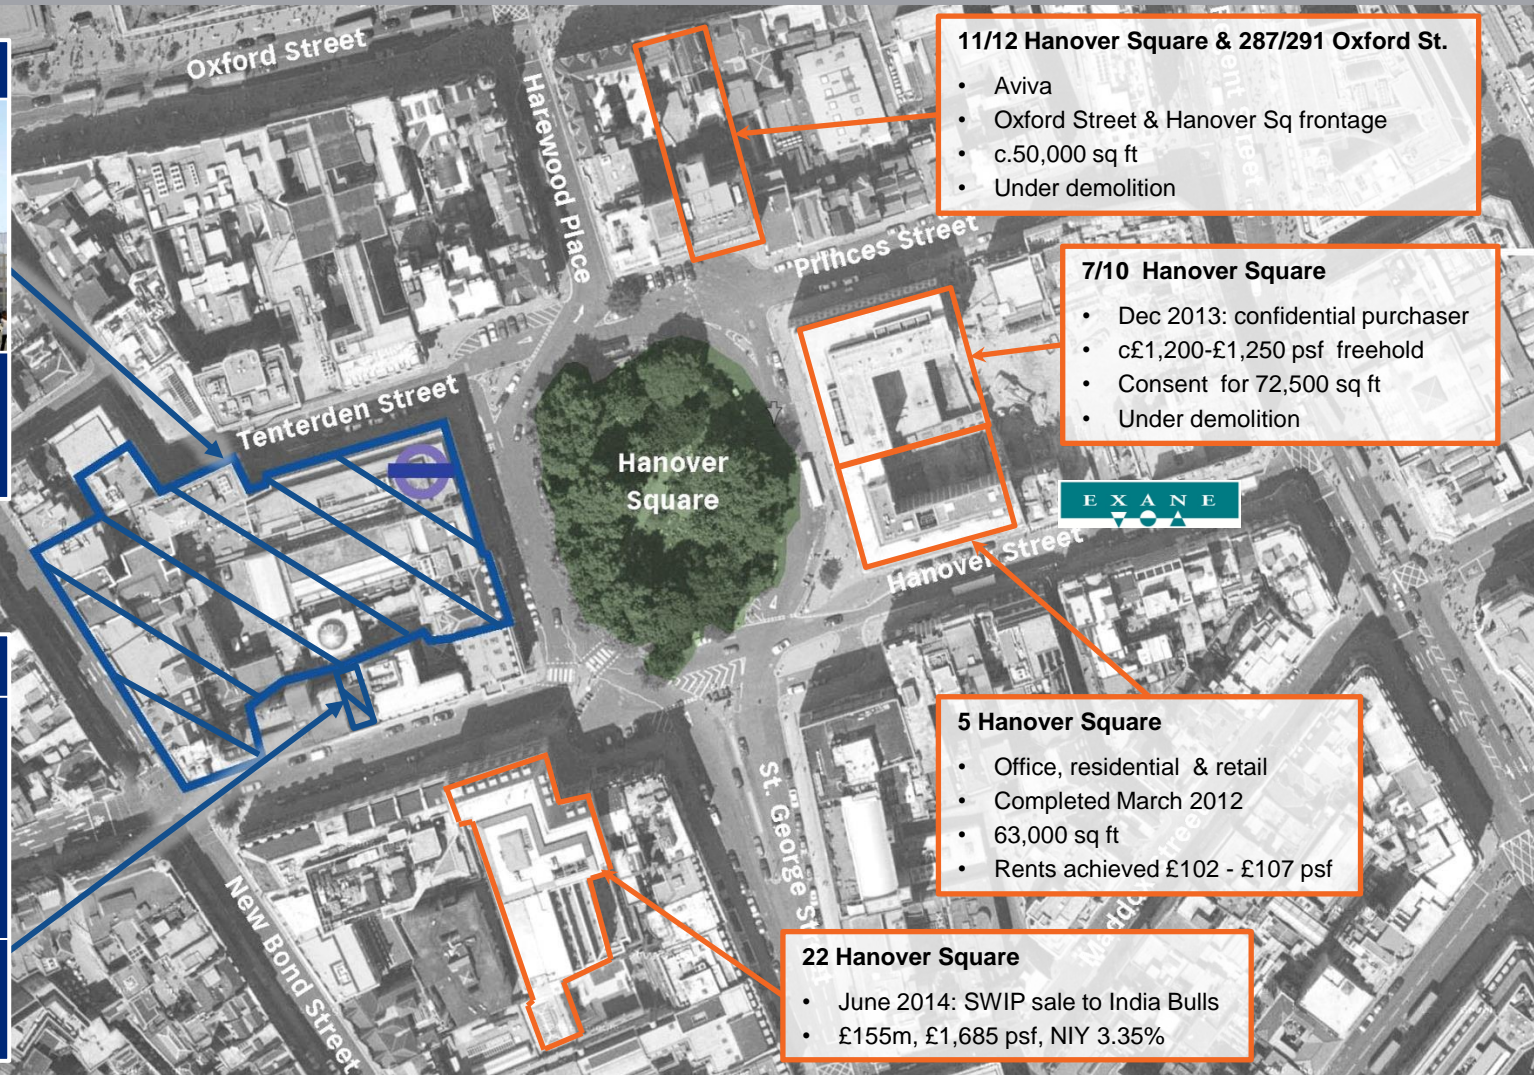 Oxford Street
Harewood Place
Princes Street
Tenterden Street
Hanover
Square
Hanover Street
St. George
New Bond Street
11/12 Hanover Square & 287/291 Oxford St.
• Aviva
• Oxford Street & Hanover Sq frontage
• c.50,000 sq ft
• Under demolition
7/10 Hanover Square
• Dec 2013: confidential purchaser
• c£1,200-£1,250 psf freehold
• Consent for 72,500 sq ft
• Under demolition
EXANE
5 Hanover Square
• Office, residential & retail
• Completed March 2012
• 63,000 sq ft
• Rents achieved £102 - £107 psf
22 Hanover Square
• June 2014: SWIP sale to India Bulls
• £155m, £1,685 psf, NIY 3.35%